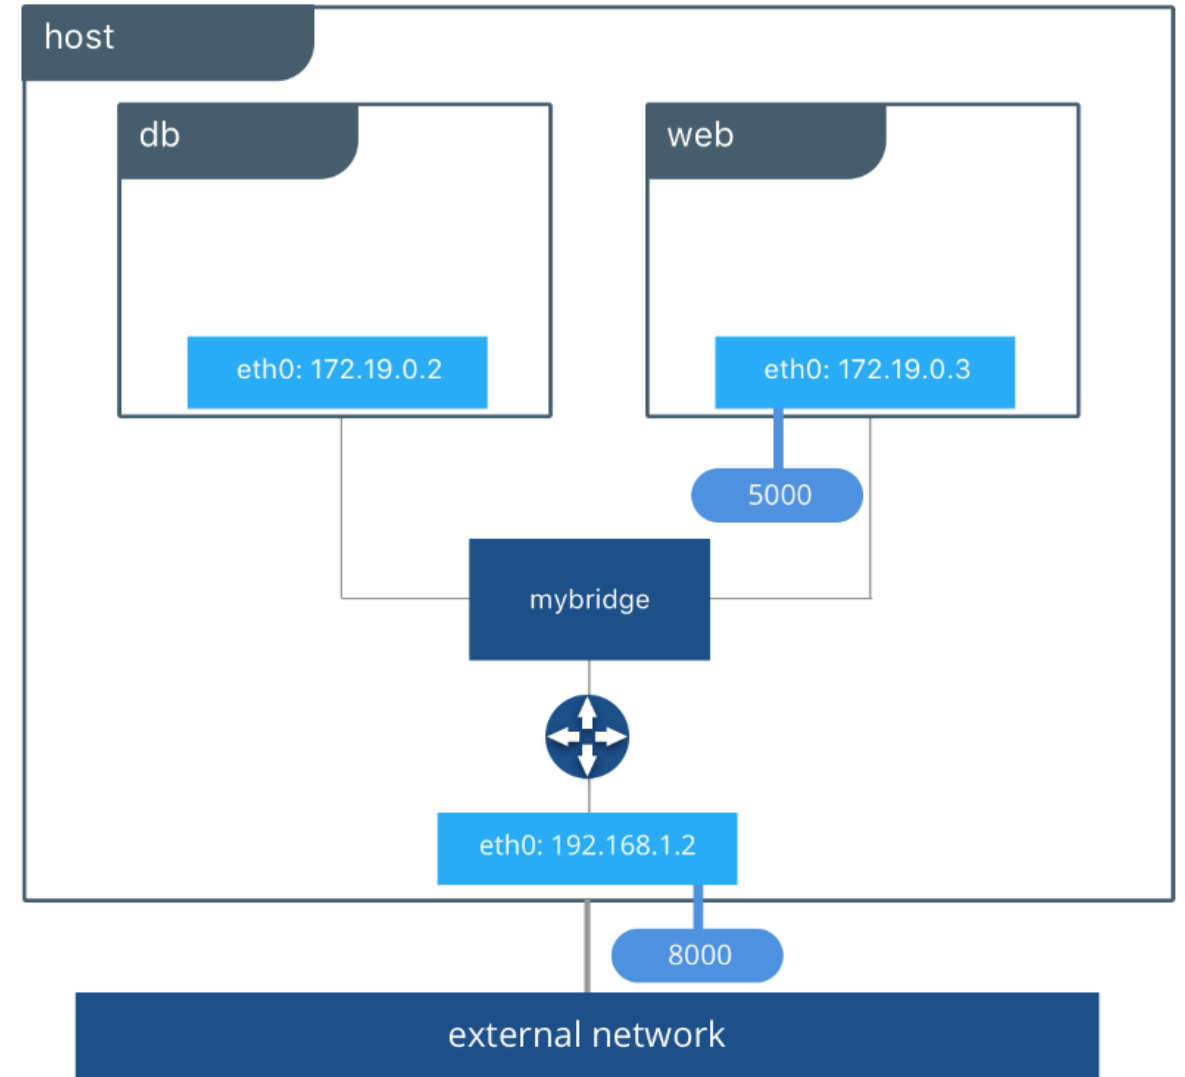 host
db
web
eth0: 172.19.0.2
eth0: 172.19.0.3
5000
mybridge
eth0: 192.168.1.2
8000
external network